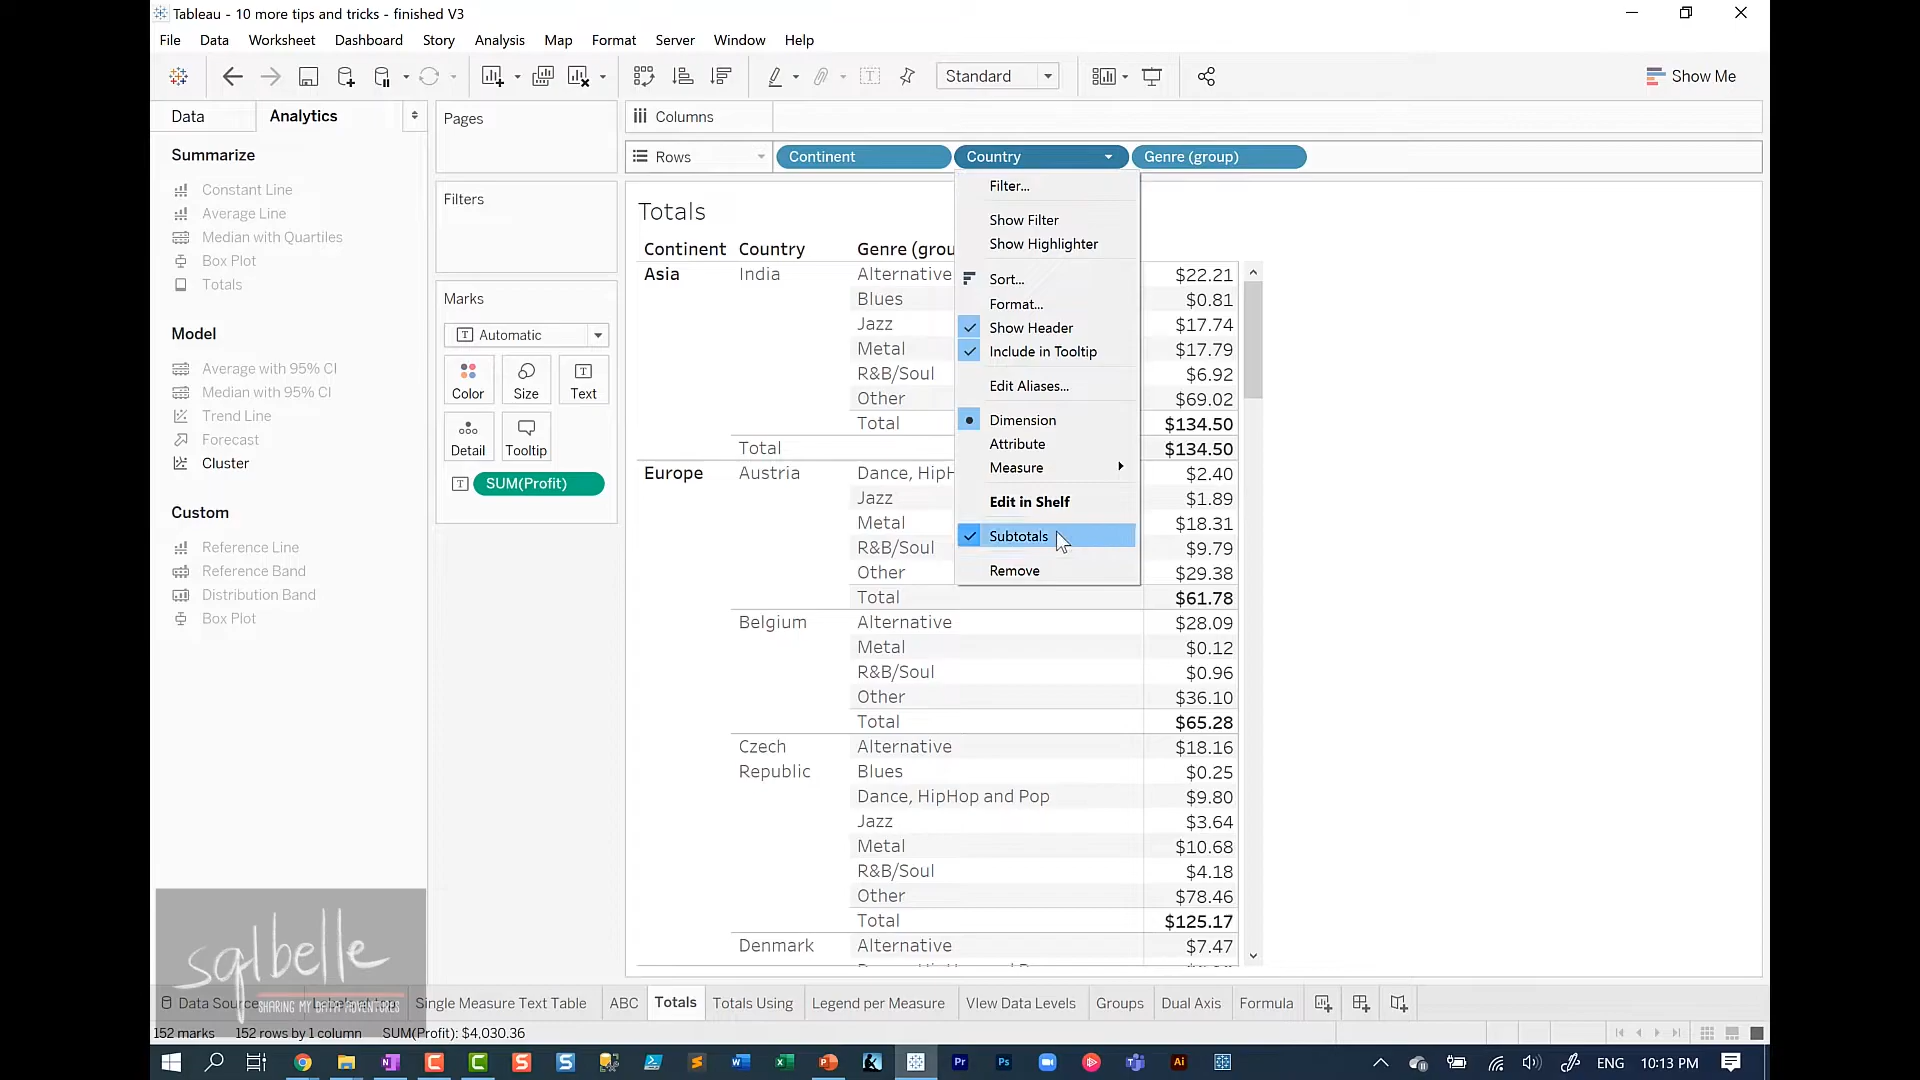 Tableau - 10 more tips and tricks - finished V3
File Data Worksheet Dashboard Story Analysis Map Format Server Window Help
Standard
Show Me
Data Analytics
Summarize
Constant Line
Average Line
Median with Quartiles
Box Plot
Totals
Model
Average with 95% CI
Median with 95% CI
Trend Line
Forecast
Cluster
Custom
Reference Line
Reference Band
Distribution Band
Box Plot
Pages
Filters
Marks
Automatic
Color Size Text
Detail Tooltip
SUM(Profit)
Columns
Rows Continent Country Genre (group)
Filter...
Show Filter
Show Highlighter
Sort...
Format...
Show Header
Include in Tooltip
Edit Aliases...
Dimension
Attribute
Measure
Edit in Shelf
Subtotals
Remove
Totals
Continent Country Genre (grou
Asia India Alternative $22.21
Blues $0.81
Jazz $17.74
Metal $17.79
R&B/Soul $6.92
Other $69.02
Total $134.50
Total $134.50
Europe Austria Dance, HipH $2.40
Jazz $1.89
Metal $18.31
R&B/Soul $9.79
Other $29.38
Total $61.78
Belgium Alternative $28.09
Metal $0.12
R&B/Soul $0.96
Other $36.10
Total $65.28
Czech Alternative $18.16
Republic Blues $0.25
Dance, HipHop and Pop $9.80
Jazz $3.64
Metal $10.68
R&B/Soul $4.18
Other $78.46
Total $125.17
Denmark Alternative $7.47
sqlbelle
SHARING MY DATA ADVENTURES
Data Source Single Measure Text Table ABC Totals Totals Using Legend per Measure VIew Data Levels Groups Dual Axis Formula
152 marks 152 rows by 1 column SUM(Profit): $4,030.36
ENG 10:13 PM